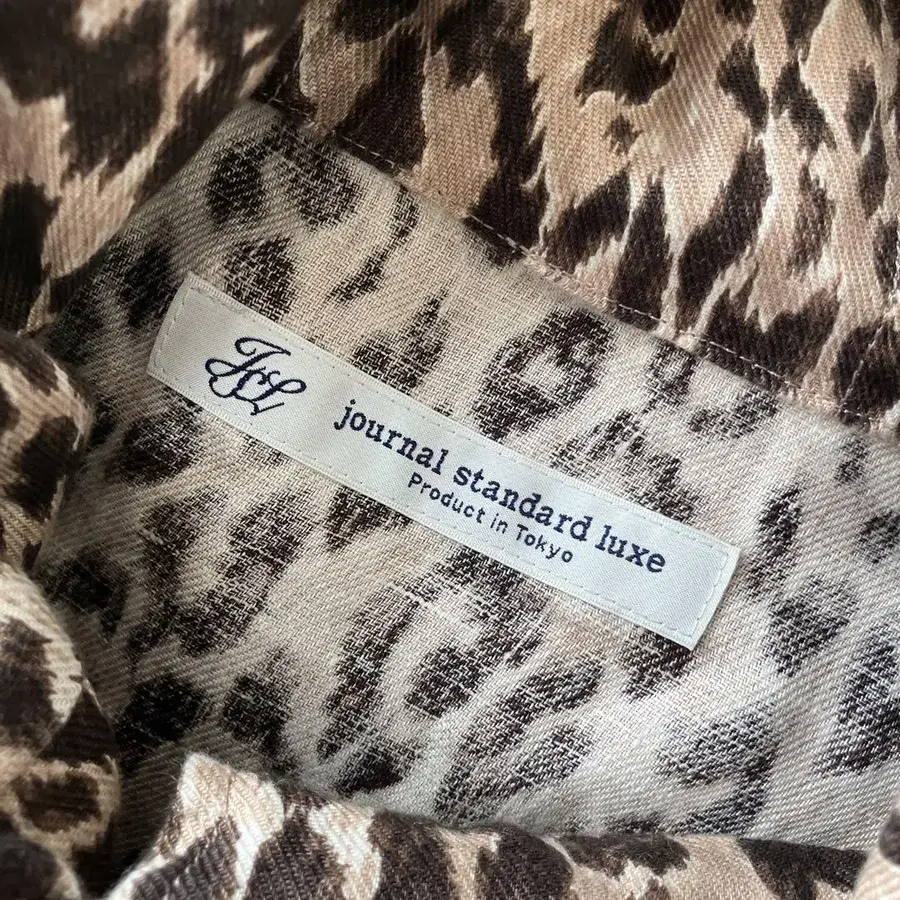 JSL
journal standard luxe
Product in Tokyo